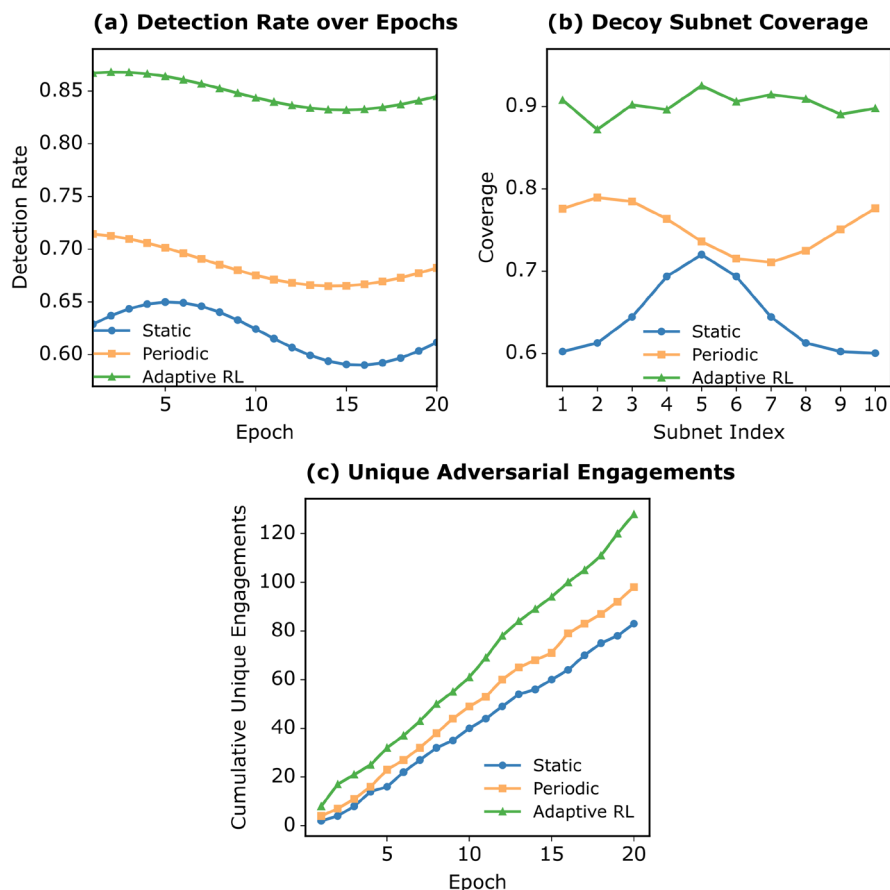 (a) Detection Rate over Epochs
Detection Rate
0.85
0.80
0.75
0.70
0.65
0.60
Static
Periodic
Adaptive RL
5
10
15
20
Epoch
(b) Decoy Subnet Coverage
Coverage
0.9
0.8
0.7
0.6
Static
Periodic
Adaptive RL
1 2 3 4 5 6 7 8 9 10
Subnet Index
(c) Unique Adversarial Engagements
Cumulative Unique Engagements
120
100
80
60
40
20
0
Static
Periodic
Adaptive RL
5
10
15
20
Epoch